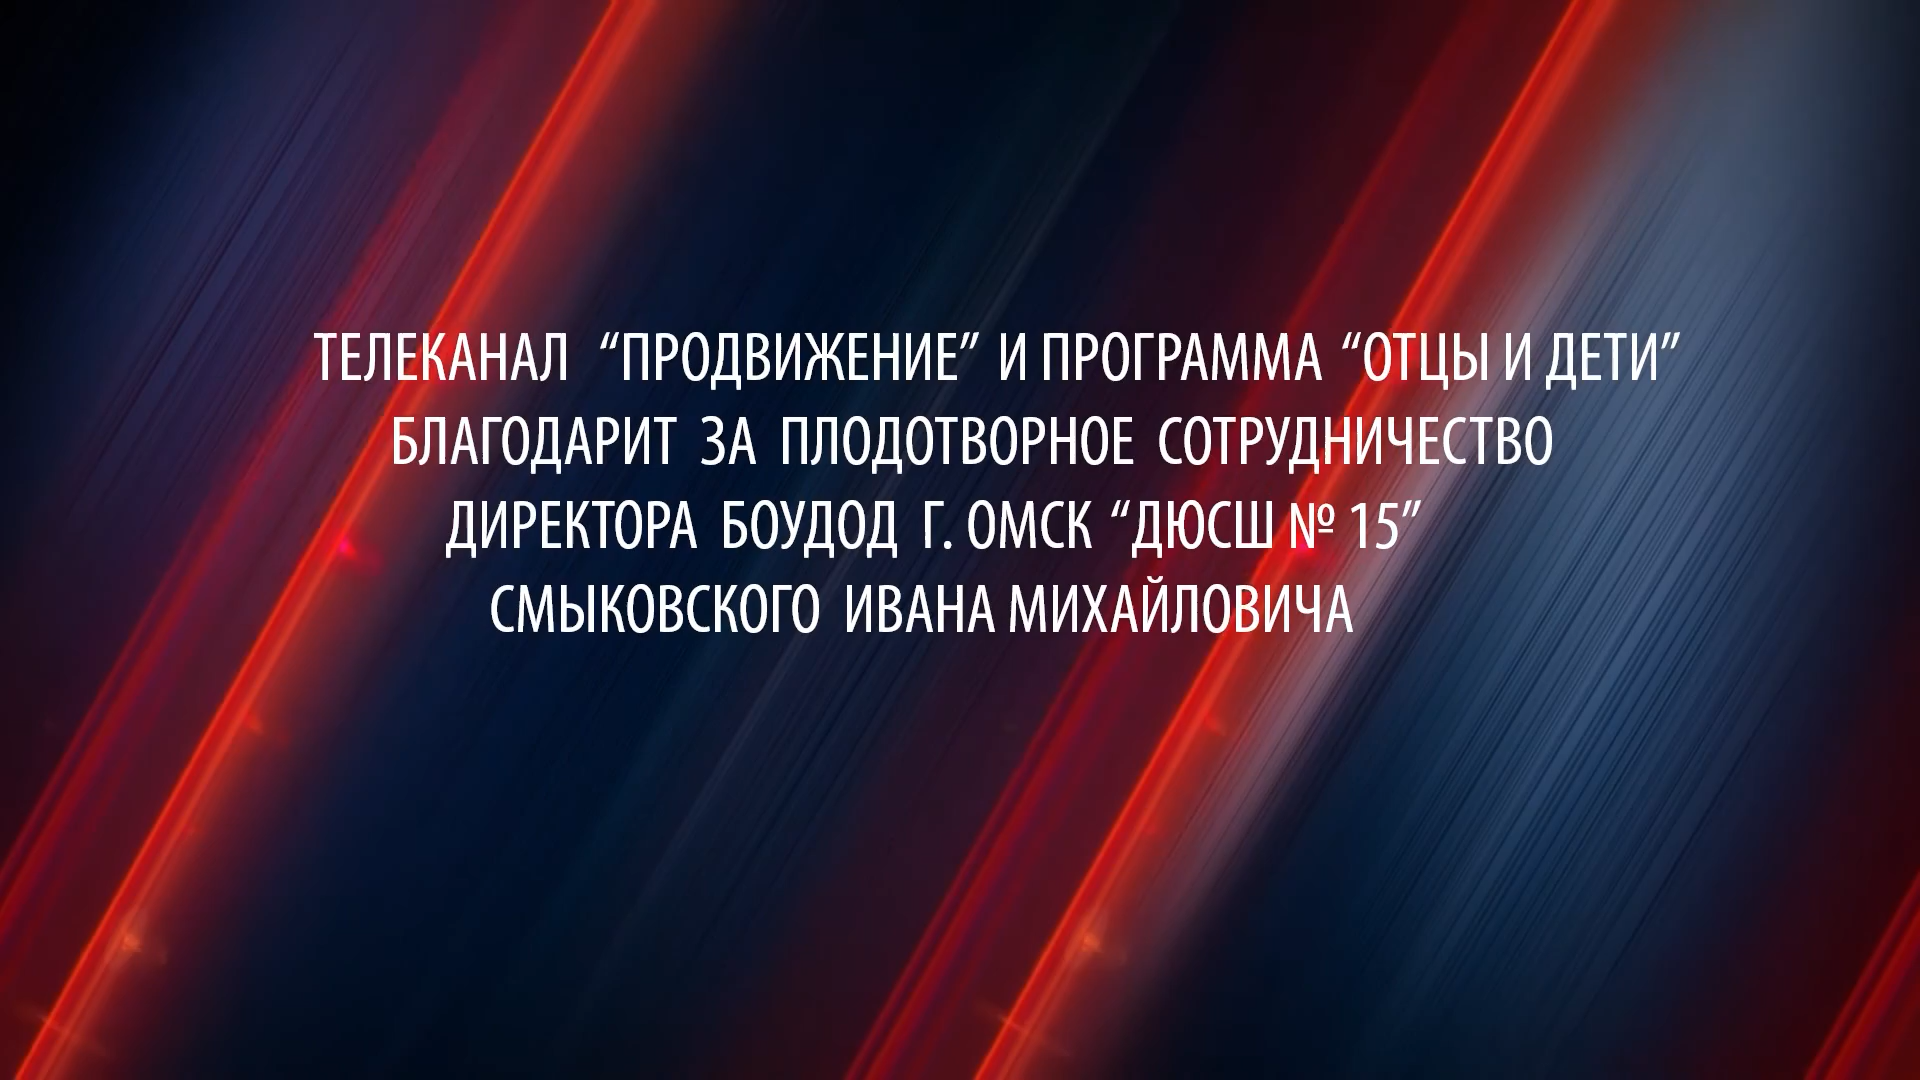 ТЕЛЕКАНАЛ “ПРОДВИЖЕНИЕ” И ПРОГРАММА “ОТЦЫ И ДЕТИ”
БЛАГОДАРИТ ЗА ПЛОДОТВОРНОЕ СОТРУДНИЧЕСТВО
ДИРЕКТОРА БОУДОД Г. ОМСК “ДЮСШ № 15”
СМЫКОВСКОГО ИВАНА МИХАЙЛОВИЧА